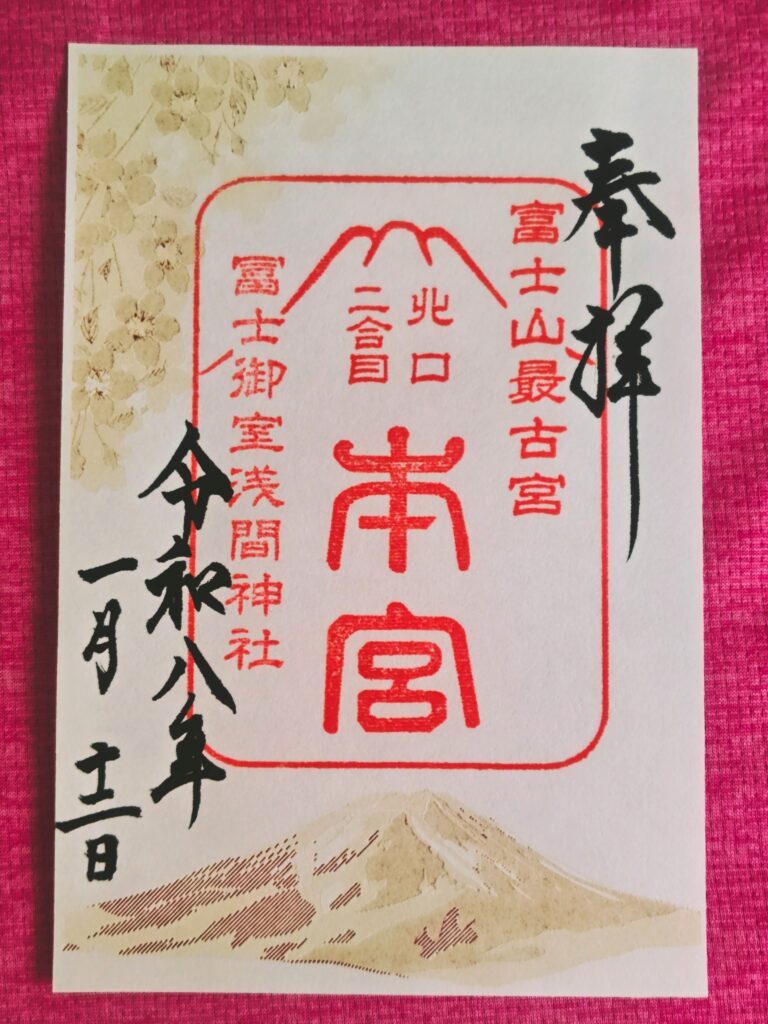 奉拝
富士山最古宮
北口
二合目
本宮
冨士御室浅間神社
令和八年
一月十二日